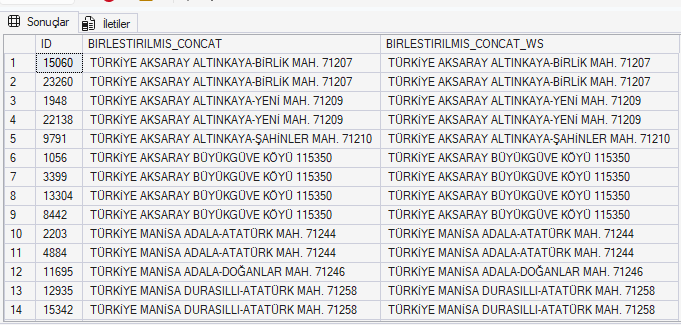 Sonuçlar İletiler
ID BIRLESTIRILMIS_CONCAT BIRLESTIRILMIS_CONCAT_WS
1 15060 TÜRKİYE AKSARAY ALTINKAYA-BİRLİK MAH. 71207 TÜRKİYE AKSARAY ALTINKAYA-BİRLİK MAH. 71207
2 23260 TÜRKİYE AKSARAY ALTINKAYA-BİRLİK MAH. 71207 TÜRKİYE AKSARAY ALTINKAYA-BİRLİK MAH. 71207
3 1948 TÜRKİYE AKSARAY ALTINKAYA-YENİ MAH. 71209 TÜRKİYE AKSARAY ALTINKAYA-YENİ MAH. 71209
4 22138 TÜRKİYE AKSARAY ALTINKAYA-YENİ MAH. 71209 TÜRKİYE AKSARAY ALTINKAYA-YENİ MAH. 71209
5 9791 TÜRKİYE AKSARAY ALTINKAYA-ŞAHİNLER MAH. 71210 TÜRKİYE AKSARAY ALTINKAYA-ŞAHİNLER MAH. 71210
6 1056 TÜRKİYE AKSARAY BÜYÜKGÜVE KÖYÜ 115350 TÜRKİYE AKSARAY BÜYÜKGÜVE KÖYÜ 115350
7 3399 TÜRKİYE AKSARAY BÜYÜKGÜVE KÖYÜ 115350 TÜRKİYE AKSARAY BÜYÜKGÜVE KÖYÜ 115350
8 13304 TÜRKİYE AKSARAY BÜYÜKGÜVE KÖYÜ 115350 TÜRKİYE AKSARAY BÜYÜKGÜVE KÖYÜ 115350
9 8442 TÜRKİYE AKSARAY BÜYÜKGÜVE KÖYÜ 115350 TÜRKİYE AKSARAY BÜYÜKGÜVE KÖYÜ 115350
10 2203 TÜRKİYE MANİSA ADALA-ATATÜRK MAH. 71244 TÜRKİYE MANİSA ADALA-ATATÜRK MAH. 71244
11 4884 TÜRKİYE MANİSA ADALA-ATATÜRK MAH. 71244 TÜRKİYE MANİSA ADALA-ATATÜRK MAH. 71244
12 11695 TÜRKİYE MANİSA ADALA-DOĞANLAR MAH. 71246 TÜRKİYE MANİSA ADALA-DOĞANLAR MAH. 71246
13 12935 TÜRKİYE MANİSA DURASILLI-ATATÜRK MAH. 71258 TÜRKİYE MANİSA DURASILLI-ATATÜRK MAH. 71258
14 15342 TÜRKİYE MANİSA DURASILLI-ATATÜRK MAH. 71258 TÜRKİYE MANİSA DURASILLI-ATATÜRK MAH. 71258